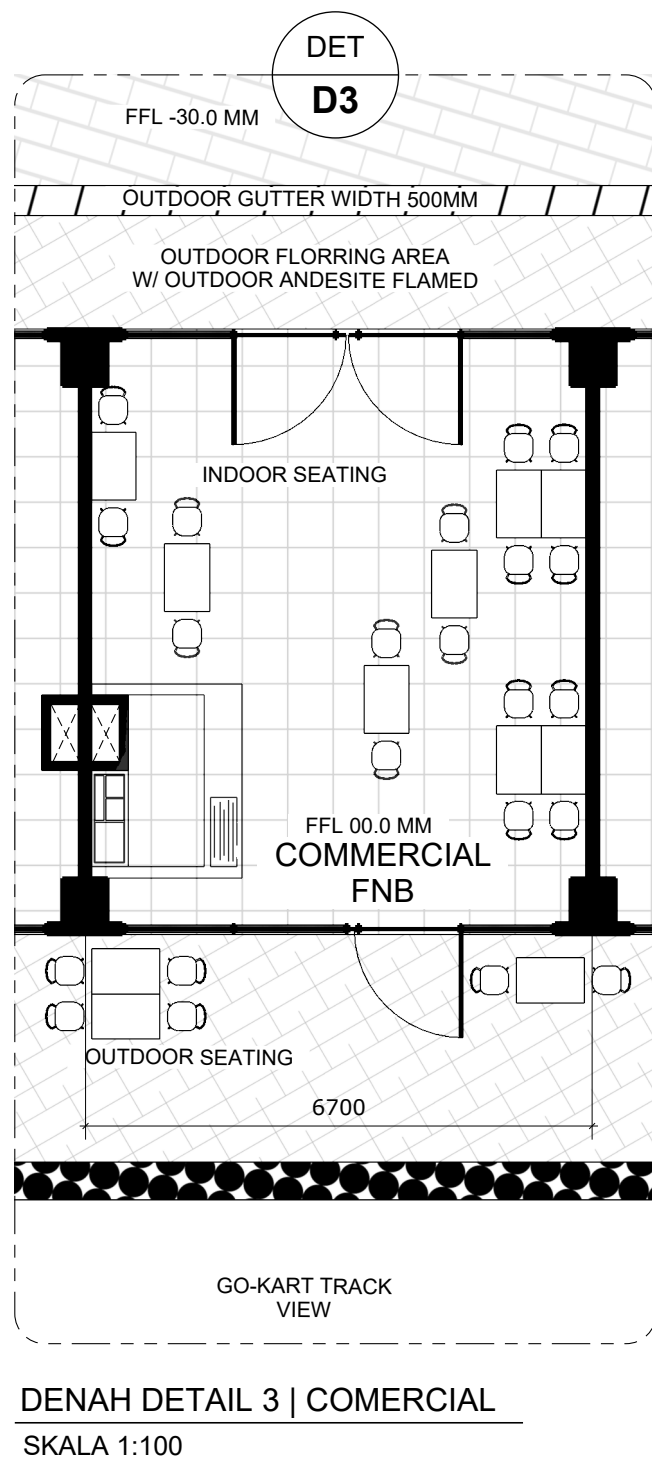 DET
D3
FFL -30.0 MM
OUTDOOR GUTTER WIDTH 500MM
OUTDOOR FLORRING AREA
W/ OUTDOOR ANDESITE FLAMED
INDOOR SEATING
FFL 00.0 MM
COMMERCIAL
FNB
OUTDOOR SEATING
6700
GO-KART TRACK
VIEW
DENAH DETAIL 3 | COMERCIAL
SKALA 1:100